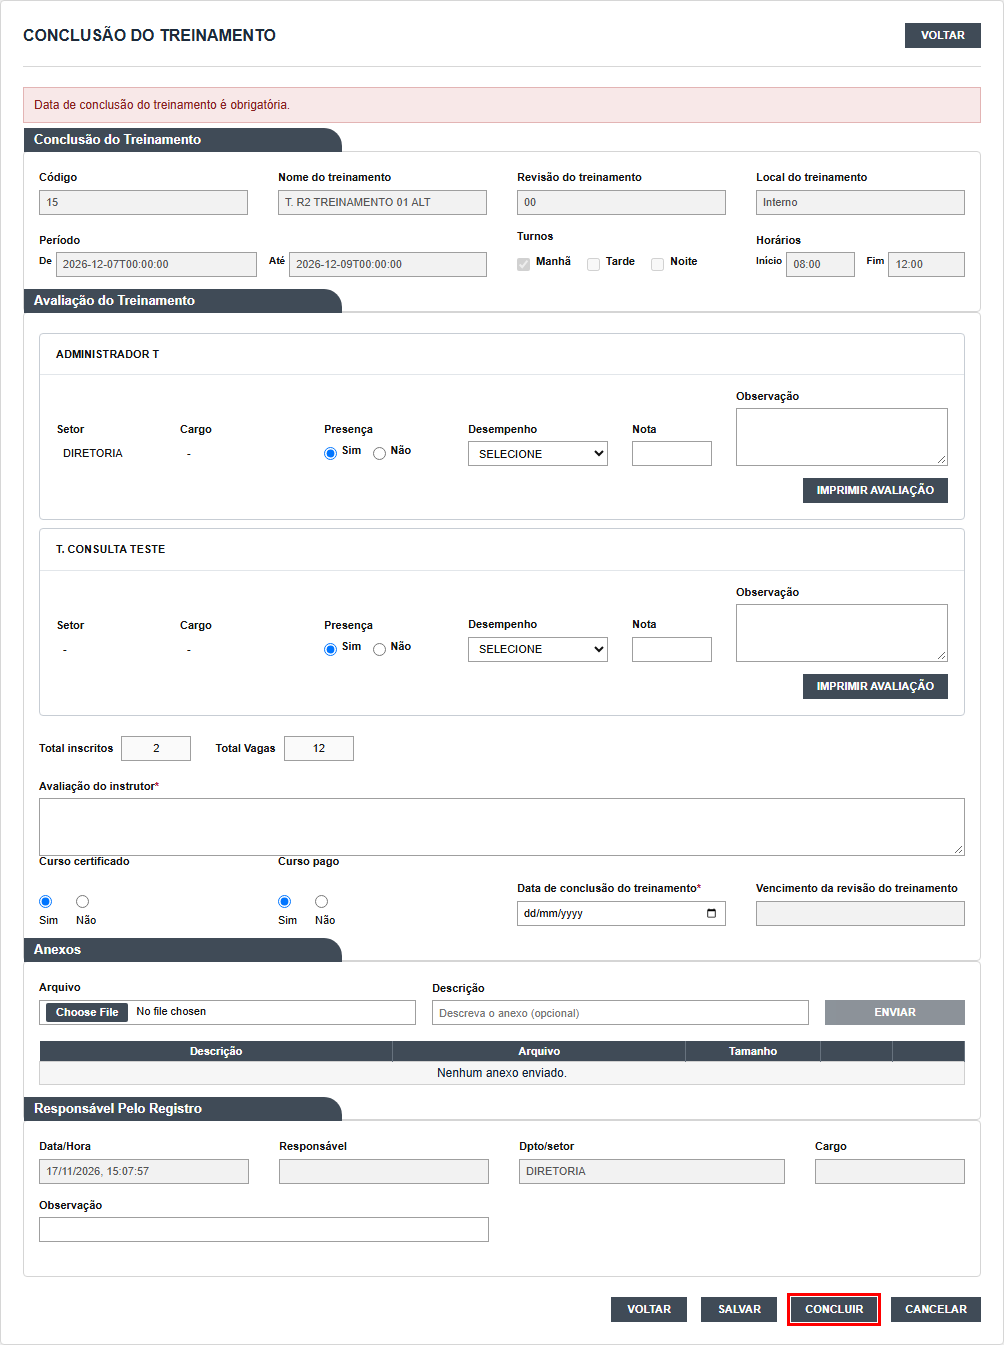 CONCLUSÃO DO TREINAMENTO
VOLTAR
Data de conclusão do treinamento é obrigatória.
Conclusão do Treinamento
Código
Nome do treinamento
Revisão do treinamento
Local do treinamento
15
T. R2 TREINAMENTO 01 ALT
00
Interno
Período
Turnos
Horários
De 2026-12-07T00:00:00 Até 2026-12-09T00:00:00
Manhã Tarde Noite
Início 08:00 Fim 12:00
Avaliação do Treinamento
ADMINISTRADOR T
Observação
Setor Cargo Presença Desempenho Nota
DIRETORIA - Sim Não SELECIONE
IMPRIMIR AVALIAÇÃO
T. CONSULTA TESTE
Observação
Setor Cargo Presença Desempenho Nota
- - Sim Não SELECIONE
IMPRIMIR AVALIAÇÃO
Total inscritos 2 Total Vagas 12
Avaliação do instrutor*
Curso certificado Curso pago
Data de conclusão do treinamento* Vencimento da revisão do treinamento
dd/mm/yyyy
Sim Não Sim Não
Anexos
Arquivo Descrição
Choose File No file chosen Descreva o anexo (opcional) ENVIAR
Descrição Arquivo Tamanho
Nenhum anexo enviado.
Responsável Pelo Registro
Data/Hora Responsável Dpto/setor Cargo
17/11/2026, 15:07:57 DIRETORIA
Observação
VOLTAR SALVAR CONCLUIR CANCELAR